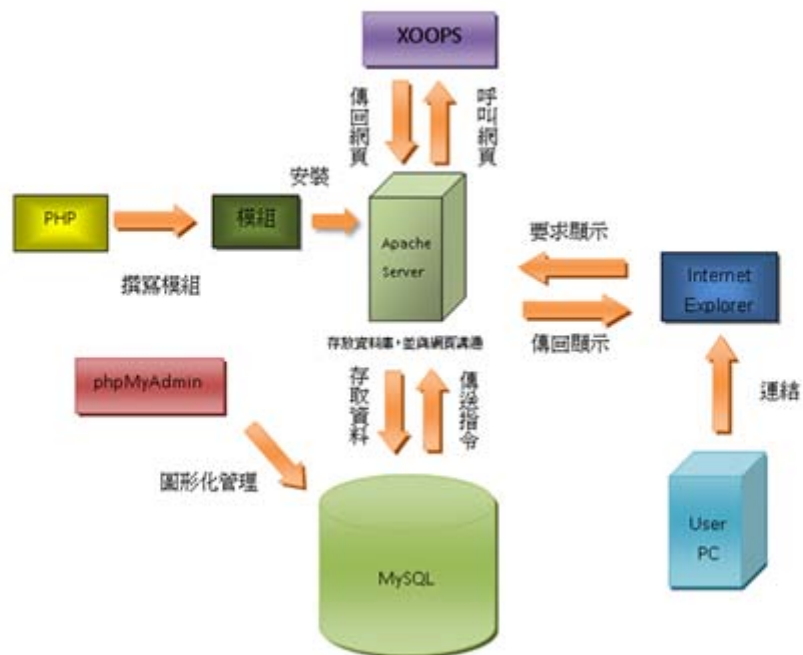 XOOPS
傳回網頁
呼叫網頁
安裝
PHP
模組
撰寫模組
Apache
Server
要求顯示
Internet
Explorer
傳回顯示
存放資料庫，並與網頁溝通
phpMyAdmin
存取資料
傳送指令
連結
圖形化管理
MySQL
User
PC